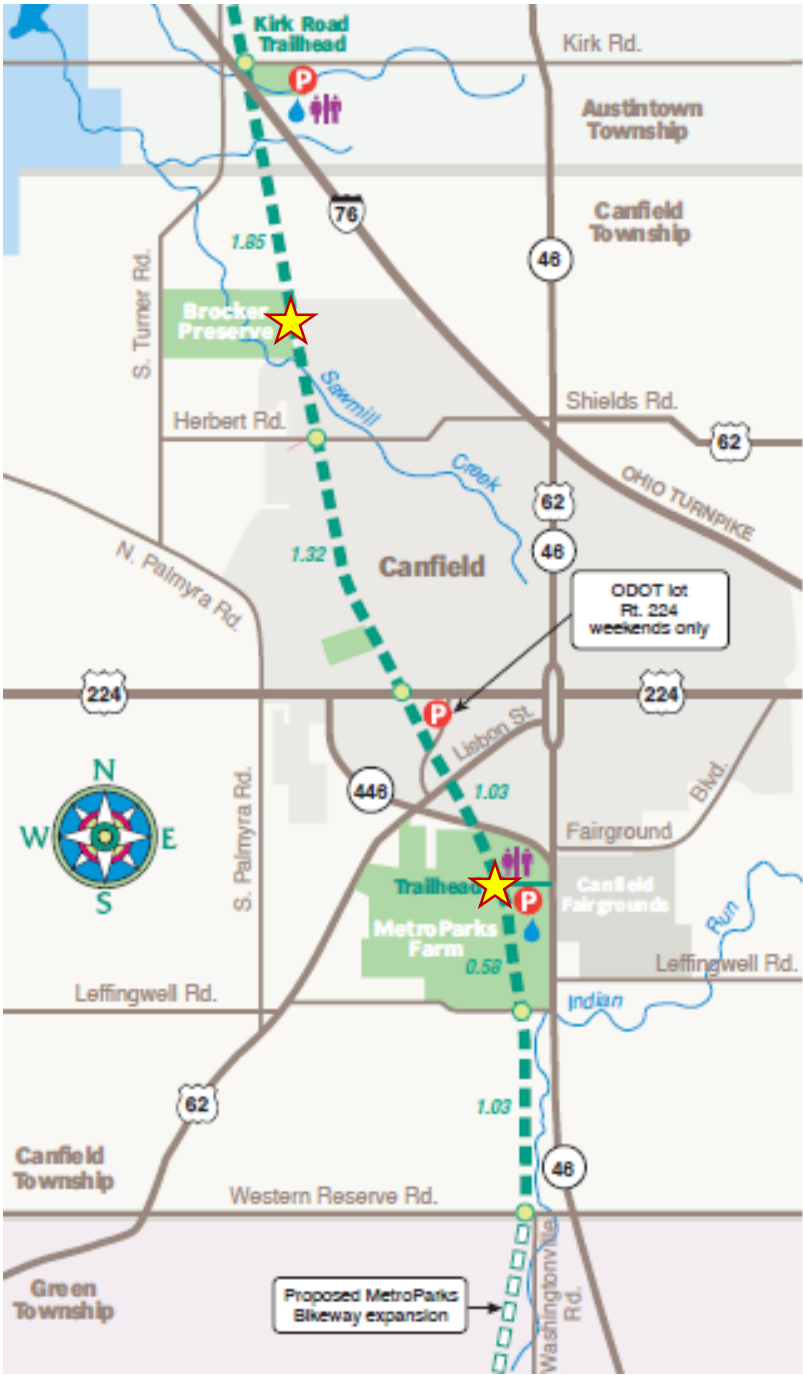 Kirk Road
Trailhead
Kirk Rd.
P
Austintown
Township
76
Canfield
Township
46
1.85
S. Turner Rd.
Brocker
Preserve
Sawmill
Creek
Shields Rd.
Herbert Rd.
62
OHIO TURNPIKE
62
46
1.32
Canfield
N. Palmyra Rd.
ODOT lot
Rt. 224
weekends only
224
224
P
Lisbon St.
N
W
E
S
446
1.03
Blvd.
Fairground
S. Palmyra Rd.
Trailhead
P
Canfield
Fairgrounds
MetroParks
Farm
Run
0.58
Leffingwell Rd.
Leffingwell Rd.
Indian
62
1.03
Canfield
Township
46
Western Reserve Rd.
Green
Township
Proposed MetroParks
Bikeway expansion
Washingtonville
Rd.